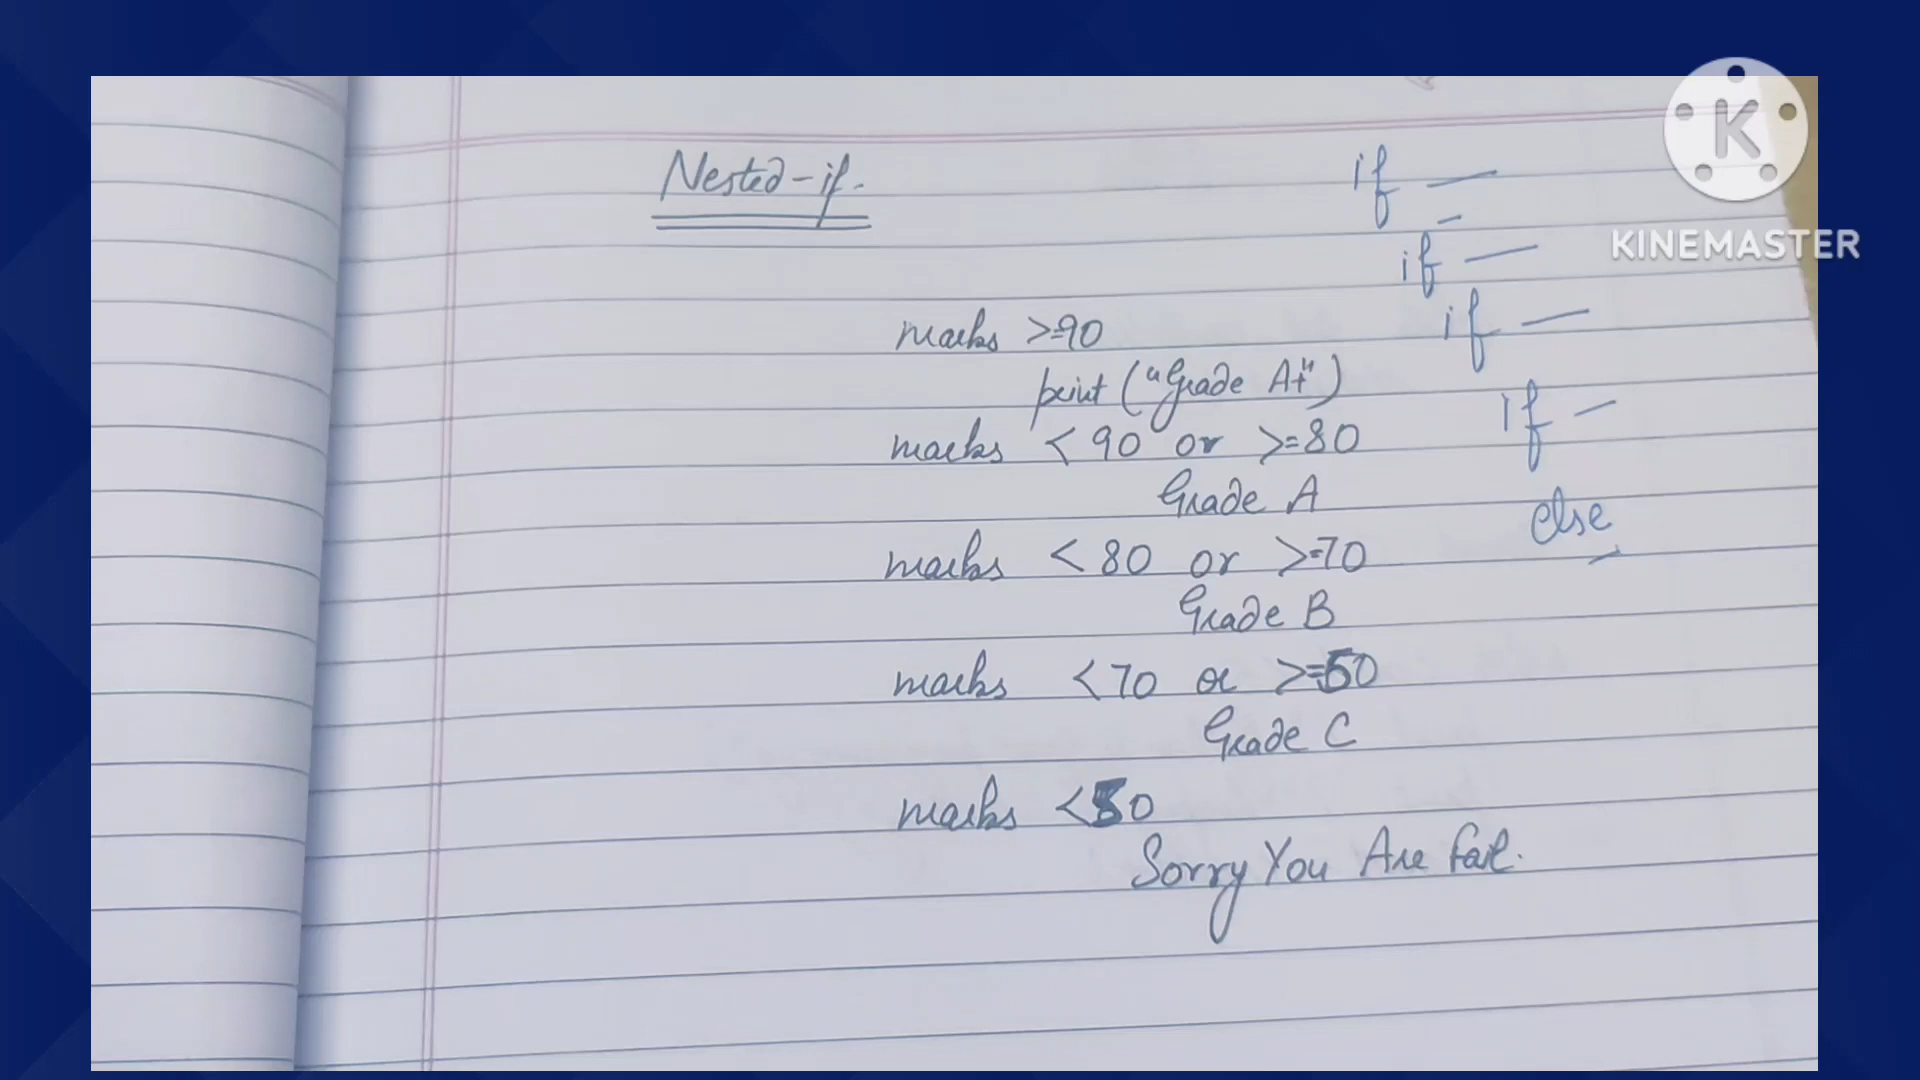 Nested-if.
if —
if —
if —
if —
else
marks >=90
print ("Grade A+")
marks < 90 or >=80
Grade A
marks < 80 or >=70
Grade B
marks <70 or >=50
Grade C
marks <50
Sorry You Are fail.
K
KINEMASTER